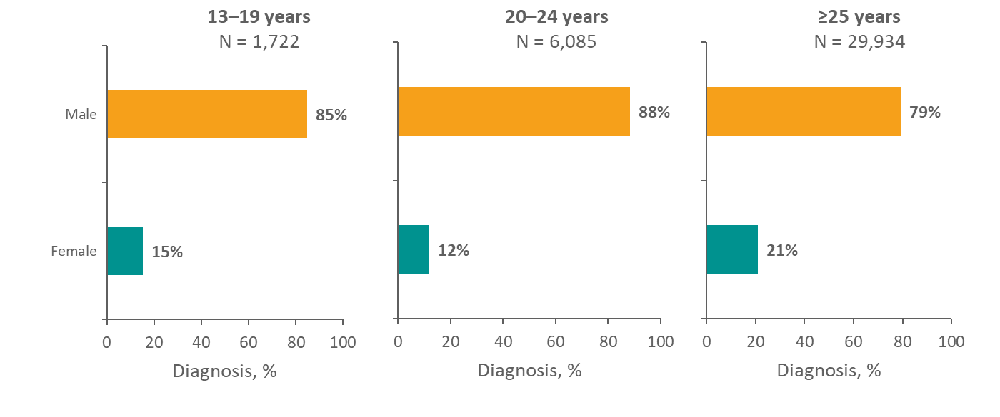 13–19 years
N = 1,722
Male
85%
Female
15%
0 20 40 60 80 100
Diagnosis, %
20–24 years
N = 6,085
88%
12%
0 20 40 60 80 100
Diagnosis, %
≥25 years
N = 29,934
79%
21%
0 20 40 60 80 100
Diagnosis, %